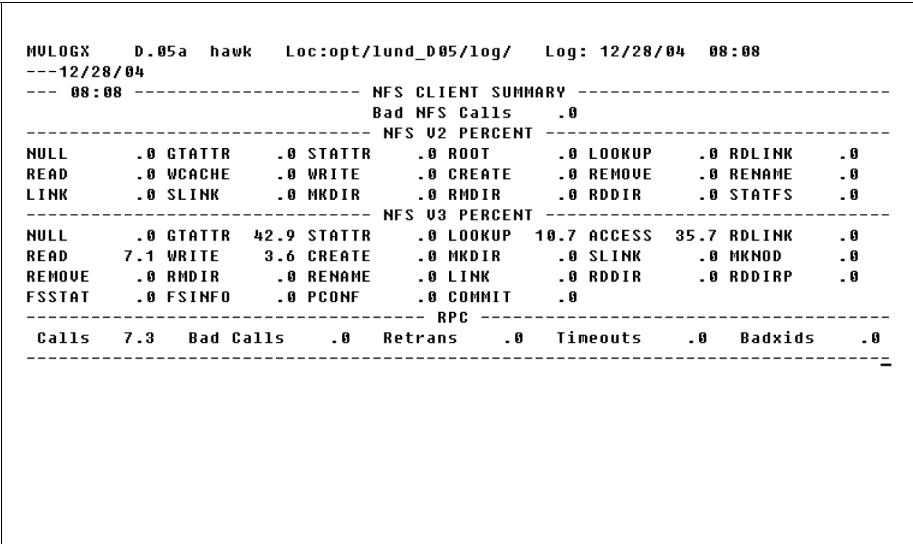 MVLOGX     D.05a  hawk   Loc:opt/lund_D05/log/   Log: 12/28/04  08:08
---12/28/04
--- 08:08 --------------------- NFS CLIENT SUMMARY -----------------------------
Bad NFS Calls    .0
--------------------------------- NFS V2 PERCENT --------------------------------
NULL      .0 GTATTR    .0 STATTR    .0 ROOT      .0 LOOKUP    .0 RDLINK    .0
READ      .0 WCACHE    .0 WRITE     .0 CREATE    .0 REMOVE    .0 RENAME    .0
LINK      .0 SLINK     .0 MKDIR     .0 RMDIR     .0 RDDIR     .0 STATFS    .0
--------------------------------- NFS V3 PERCENT --------------------------------
NULL      .0 GTATTR  42.9 STATTR    .0 LOOKUP  10.7 ACCESS  35.7 RDLINK    .0
READ     7.1 WRITE    3.6 CREATE    .0 MKDIR     .0 SLINK     .0 MKNOD     .0
REMOVE    .0 RMDIR     .0 RENAME    .0 LINK      .0 RDDIR     .0 RDDIRP    .0
FSSTAT    .0 FSINFO    .0 PCONF     .0 COMMIT    .0
------------------------------------- RPC --------------------------------------
Calls   7.3   Bad Calls    .0   Retrans    .0   Timeouts    .0   Badxids    .0
--------------------------------------------------------------------------------